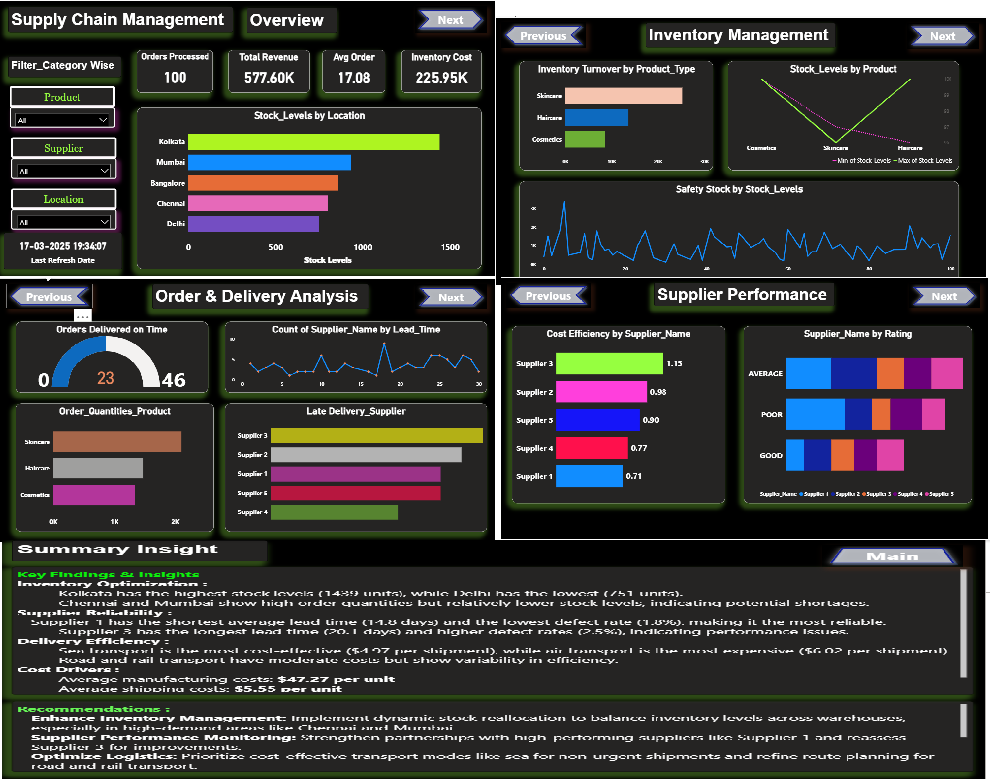 Supply Chain Management
Overview
Next
Filter_Category Wise
Product
All
Supplier
All
Location
All
17-03-2025 19:34:07
Last Refresh Date
Orders Processed
100
Total Revenue
577.60K
Avg Order
17.08
Inventory Cost
225.95K
Stock_Levels by Location
Kolkata
Mumbai
Bangalore
Chennai
Delhi
0 500 1000 1500
Stock Levels
Previous
Inventory Management
Next
Inventory Turnover by Product_Type
Skincare
Haircare
Cosmetics
Stock_Levels by Product
Cosmetics Skincare Haircare
Min of Stock Levels Max of Stock Levels
Safety Stock by Stock_Levels
0 20 40 60 80 100
Previous
Order & Delivery Analysis
Next
Orders Delivered on Time
0 23 46
Count of Supplier_Name by Lead_Time
10
5
0
0 5 10 15 20 25 30
Order_Quantities_Product
Skincare
Haircare
Cosmetics
0K 1K 2K
Late Delivery_Supplier
Supplier 3
Supplier 2
Supplier 1
Supplier 5
Supplier 4
Previous
Supplier Performance
Next
Cost Efficiency by Supplier_Name
Supplier 3 1.15
Supplier 2 0.98
Supplier 5 0.90
Supplier 4 0.77
Supplier 1 0.71
Supplier_Name by Rating
AVERAGE
POOR
GOOD
Supplier_Name Supplier 1 Supplier 2 Supplier 3 Supplier 4 Supplier 5
Summary Insight
Main
Key Findings & Insights
Inventory Optimization :
Kolkata has the highest stock levels (1439 units), while Delhi has the lowest (751 units).
Chennai and Mumbai show high order quantities but relatively lower stock levels, indicating potential shortages.
Supplier Reliability :
Supplier 1 has the shortest average lead time (14.8 days) and the lowest defect rate (1.8%), making it the most reliable.
Supplier 3 has the longest lead time (20.1 days) and higher defect rates (2.5%), indicating performance issues.
Delivery Efficiency :
Sea transport is the most cost-effective ($4.97 per shipment), while air transport is the most expensive ($6.02 per shipment)
Road and rail transport have moderate costs but show variability in efficiency.
Cost Drivers :
Average manufacturing costs: $47.27 per unit
Average shipping costs: $5.55 per unit
Recommendations :
Enhance Inventory Management: Implement dynamic stock reallocation to balance inventory levels across warehouses,
especially in high-demand areas like Chennai and Mumbai.
Supplier Performance Monitoring: Strengthen partnerships with high-performing suppliers like Supplier 1 and reassess
Supplier 3 for improvements.
Optimize Logistics: Prioritize cost-effective transport modes like sea for non-urgent shipments and refine route planning for
road and rail transport.